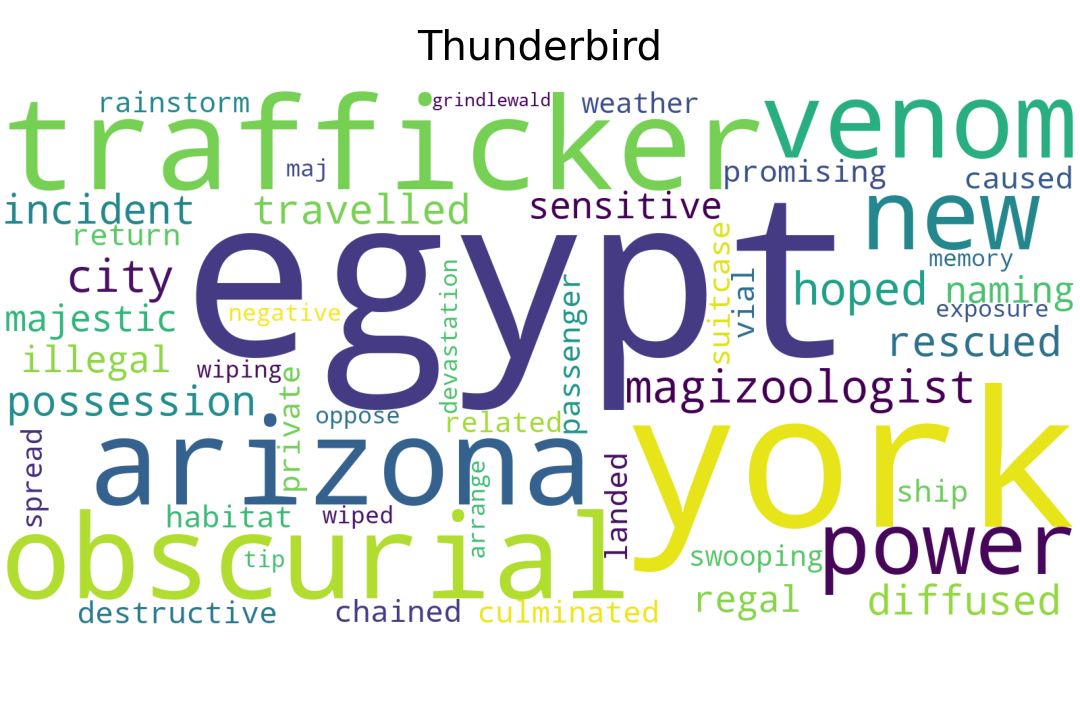 Thunderbird
rainstorm
grindlewald
weather
trafficker
venom
maj
promising
caused
incident
travelled
sensitive
new
return
egypt
memory
city
suitcase
vial
hoped
naming
devastation
passenger
majestic
negative
exposure
illegal
rescued
wiping
private
magizoologist
possession
oppose
related
arizona
york
spread
arrange
landed
ship
habitat
wiped
power
obscurial
tip
swooping
destructive
chained
culminated
regal
diffused